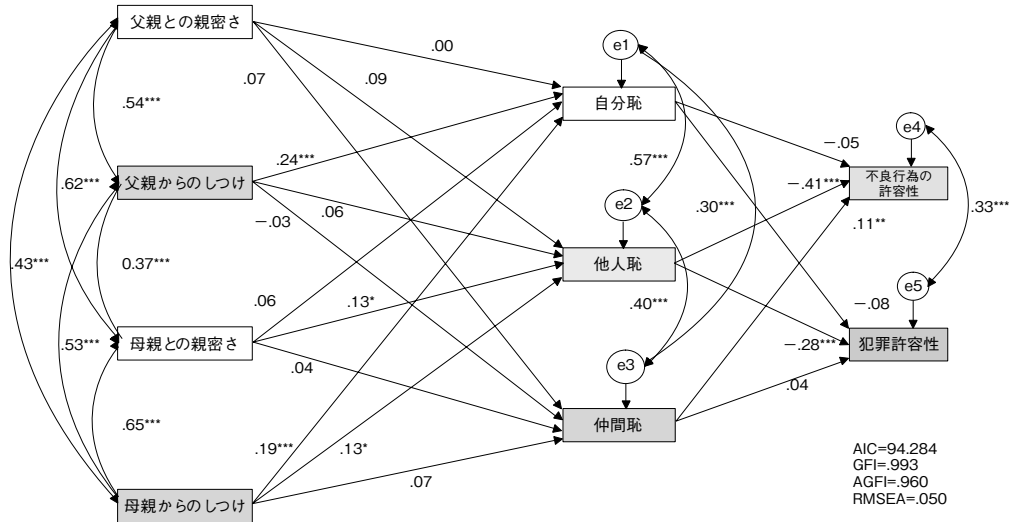 父親との親密さ
e1
.00
.07
.09
自分恥
.54***
e4
−.05
.24***
.57***
父親からのしつけ
−.41***
不良行為の
許容性
.62***
e2
.06
.30***
.33***
−.03
.11**
.43***
0.37***
他人恥
e5
.06
.13*
.40***
−.08
母親との親密さ
.53***
−.28***
犯罪許容性
.04
e3
.04
.65***
仲間恥
.19***
.13*
.07
母親からのしつけ
AIC=94.284
GFI=.993
AGFI=.960
RMSEA=.050